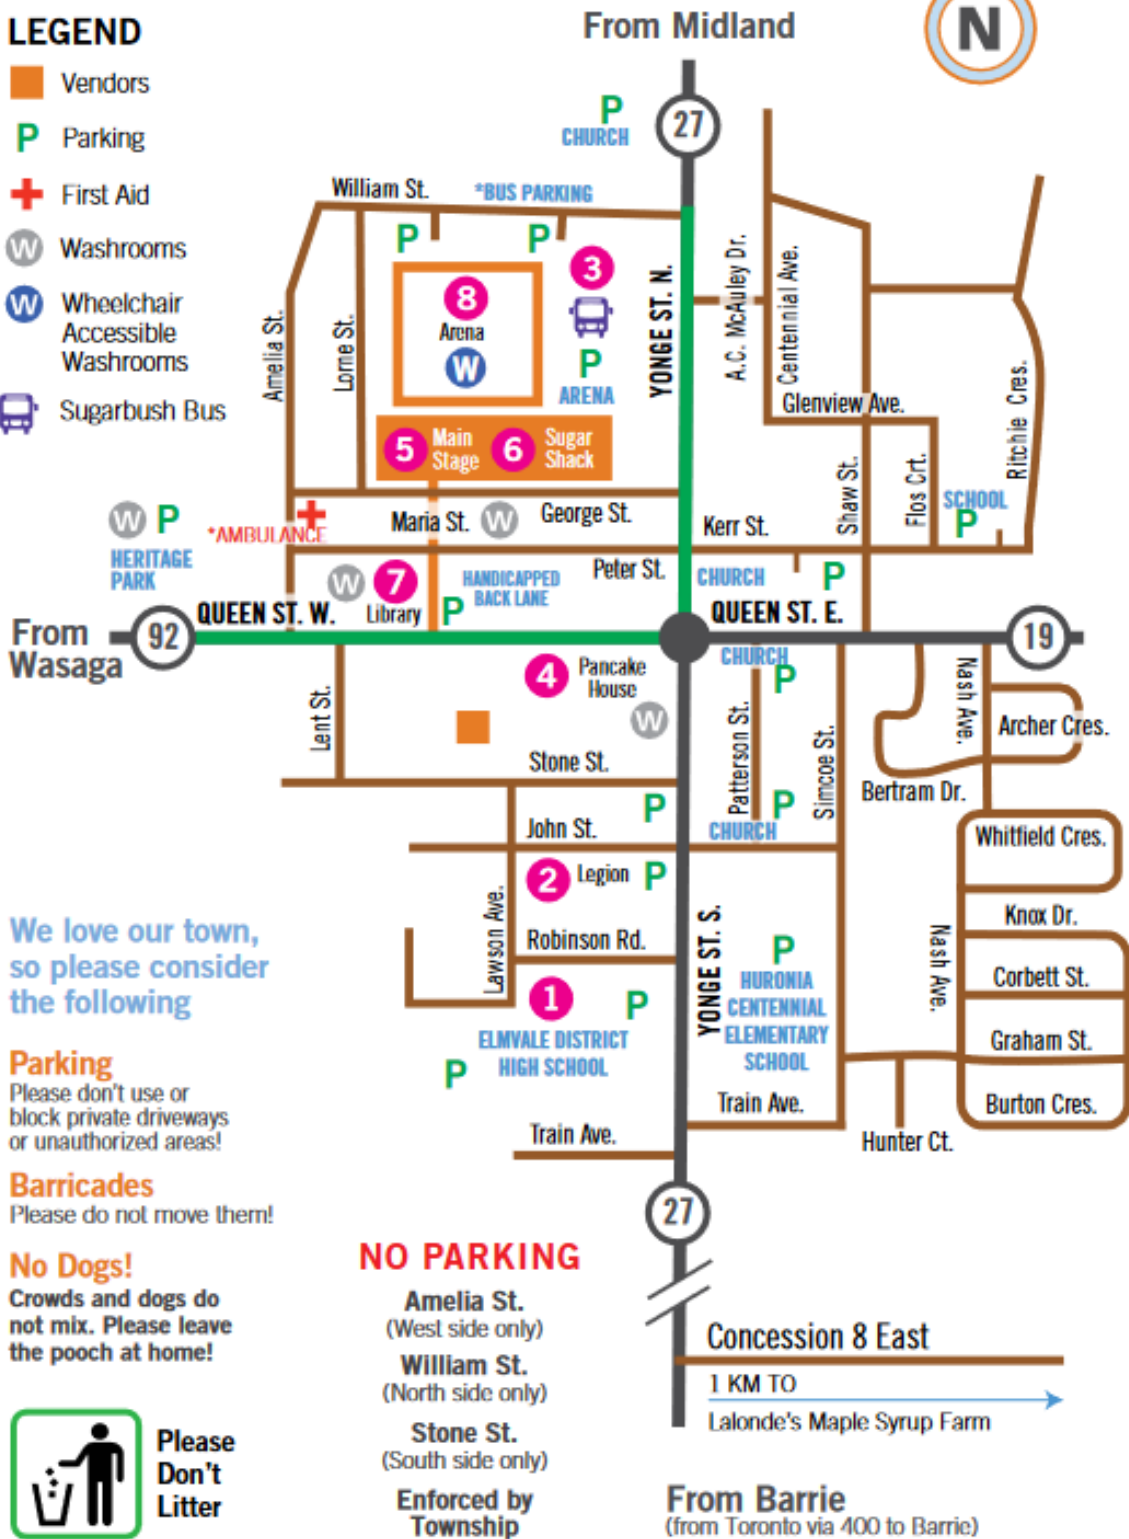 LEGEND
Vendors
P Parking
First Aid
W Washrooms
W Wheelchair
Accessible
Washrooms
Sugarbush Bus
From Midland
N
27
P
CHURCH
William St.
*BUS PARKING
P
P
3
8
Arena
W
P
ARENA
Amelia St.
Lorne St.
YONGE ST. N.
A.C. McAuley Dr.
Centennial Ave.
Glenview Ave.
Ritchie Cres.
5 Main
Stage
6 Sugar
Shack
Shaw St.
Flos Crt.
SCHOOL
P
W P
HERITAGE
PARK
*AMBULANCE
Maria St.
W
George St.
Kerr St.
Peter St.
CHURCH
P
W
7
Library
HANDICAPPED
BACK LANE
P
QUEEN ST. W.
QUEEN ST. E.
From
Wasaga
92
19
4 Pancake
House
W
CHURCH
P
Lent St.
Stone St.
Patterson St.
Simcoe St.
Nash Ave.
Archer Cres.
Bertram Dr.
P
P
CHURCH
John St.
Whitfield Cres.
2 Legion P
Lawson Ave.
Knox Dr.
Nash Ave.
Robinson Rd.
YONGE ST. S.
P
HURONIA
CENTENNIAL
ELEMENTARY
SCHOOL
Corbett St.
1
P
ELMVALE DISTRICT
HIGH SCHOOL
P
Graham St.
Train Ave.
Burton Cres.
Train Ave.
Hunter Ct.
27
We love our town,
so please consider
the following
Parking
Please don't use or
block private driveways
or unauthorized areas!
Barricades
Please do not move them!
No Dogs!
Crowds and dogs do
not mix. Please leave
the pooch at home!
Please
Don't
Litter
NO PARKING
Amelia St.
(West side only)
William St.
(North side only)
Stone St.
(South side only)
Enforced by
Township
Concession 8 East
1 KM TO
Lalonde's Maple Syrup Farm
From Barrie
(from Toronto via 400 to Barrie)